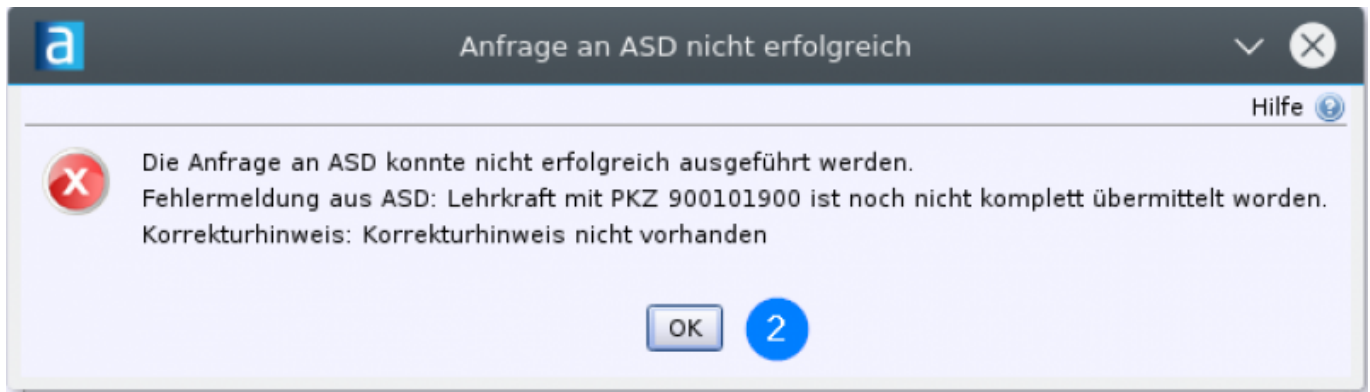 a
Anfrage an ASD nicht erfolgreich
Hilfe ?
Die Anfrage an ASD konnte nicht erfolgreich ausgeführt werden.
Fehlermeldung aus ASD: Lehrkraft mit PKZ 900101900 ist noch nicht komplett übermittelt worden.
Korrekturhinweis: Korrekturhinweis nicht vorhanden
OK 2